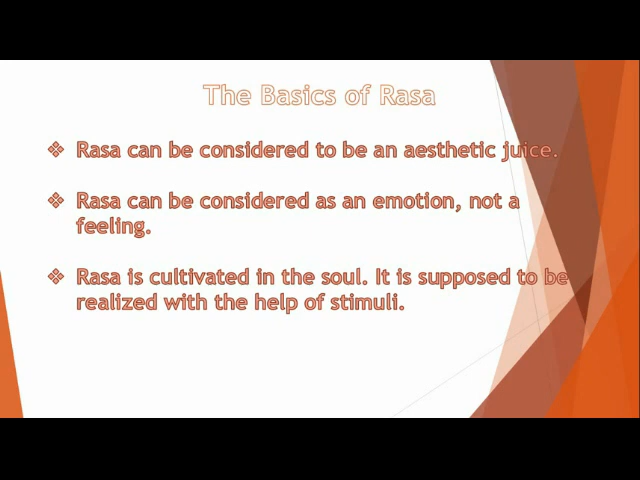 The Basics of Rasa
❖ Rasa can be considered to be an aesthetic juice.
❖ Rasa can be considered as an emotion, not a
feeling.
❖ Rasa is cultivated in the soul. It is supposed to be
realized with the help of stimuli.